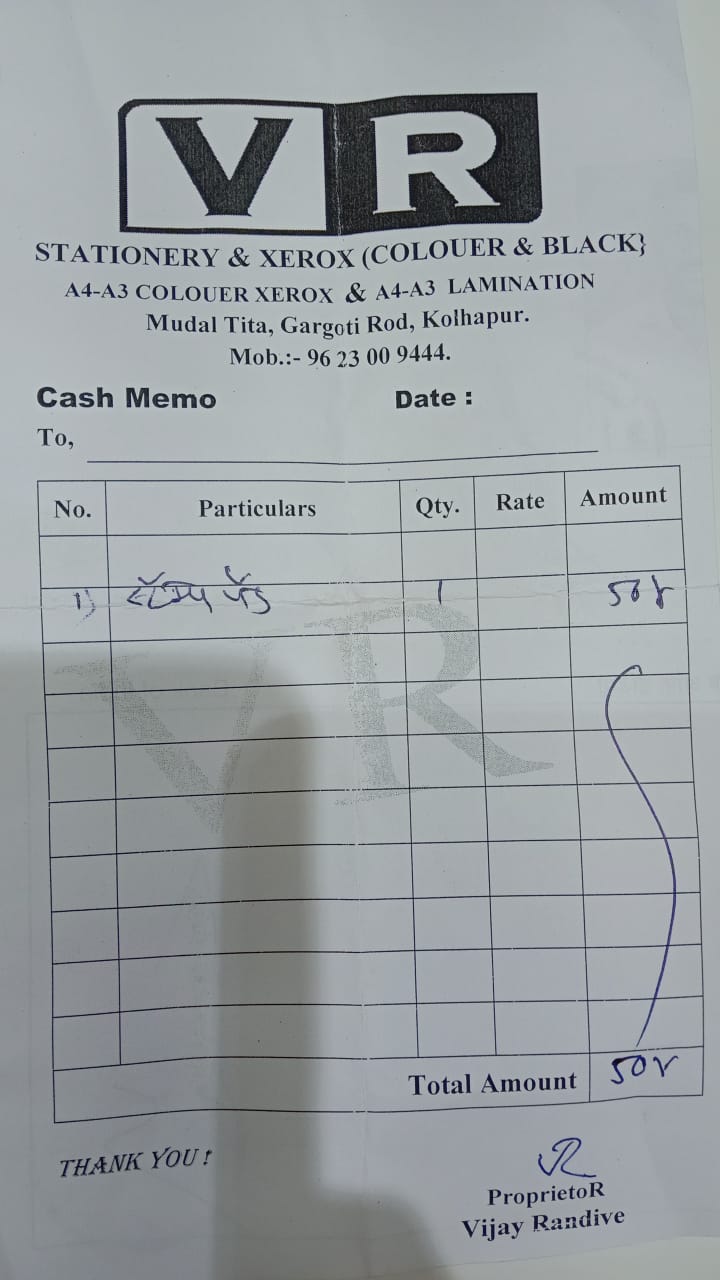 V R
STATIONERY & XEROX (COLOUER & BLACK}
A4-A3 COLOUER XEROX & A4-A3 LAMINATION
Mudal Tita, Gargoti Rod, Kolhapur.
Mob.:- 96 23 00 9444.
Cash Memo Date :
To,
No. Particulars Qty. Rate Amount
1) स्टॅम्प पॅड 1
VR
Total Amount 50
THANK YOU !
VR
ProprietoR
Vijay Randive